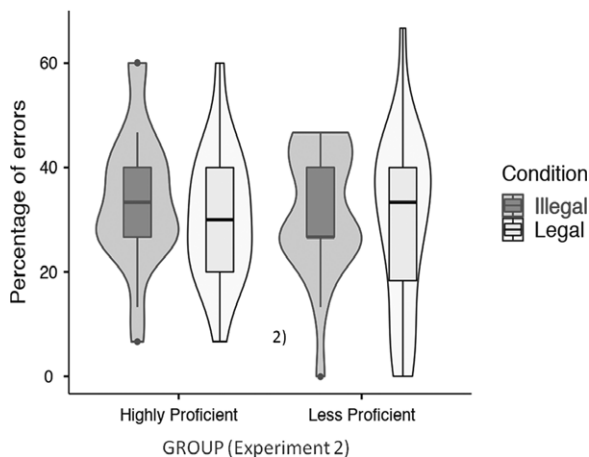 60
40
20
0
Percentage of errors
2)
Highly Proficient
Less Proficient
GROUP (Experiment 2)
Condition
Illegal
Legal